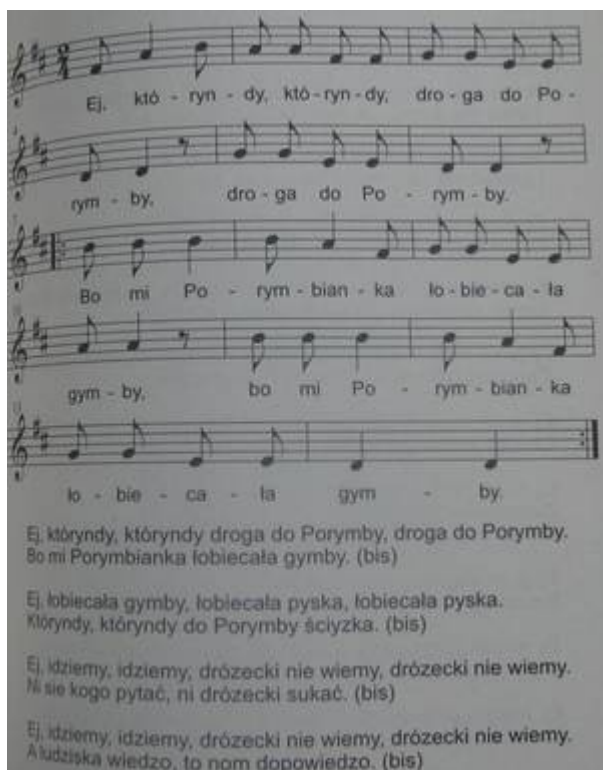 Ej, któ - ryn - dy, któ - ryn - dy, dro - ga do Po -
rym - by, dro - ga do Po - rym - by.
Bo mi Po - rym - bian - ka ło - bie - ca - ła
gym - by, bo mi Po - rym - bian - ka
ło - bie - ca - ła gym - by.
Ej, któryndy, któryndy droga do Porymby, droga do Porymby.
Bo mi Porymbianka łobiecała gymby. (bis)
Ej, łobiecała gymby, łobiecała pyska, łobiecała pyska.
Któryndy, któryndy do Porymby ściyzka. (bis)
Ej, idziemy, idziemy, drózecki nie wiemy, drózecki nie wiemy.
Ni sie kogo pytać, ni drózecki sukać. (bis)
Ej, idziemy, idziemy, drózecki nie wiemy, drózecki nie wiemy.
A ludziska wiedzo, to nom dopowiedzo. (bis)